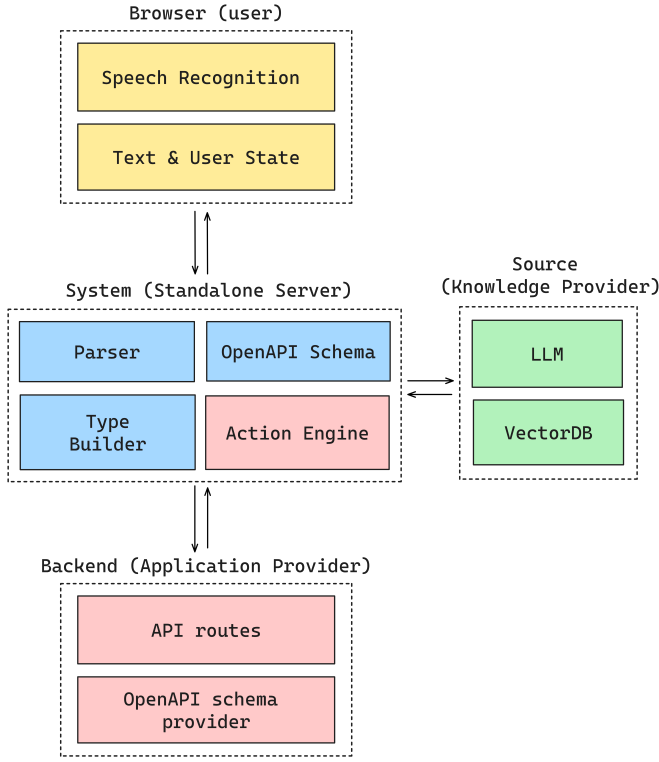 Browser (user)
Speech Recognition
Text & User State
System (Standalone Server)
Parser
OpenAPI Schema
Type
Builder
Action Engine
Source
(Knowledge Provider)
LLM
VectorDB
Backend (Application Provider)
API routes
OpenAPI schema
provider